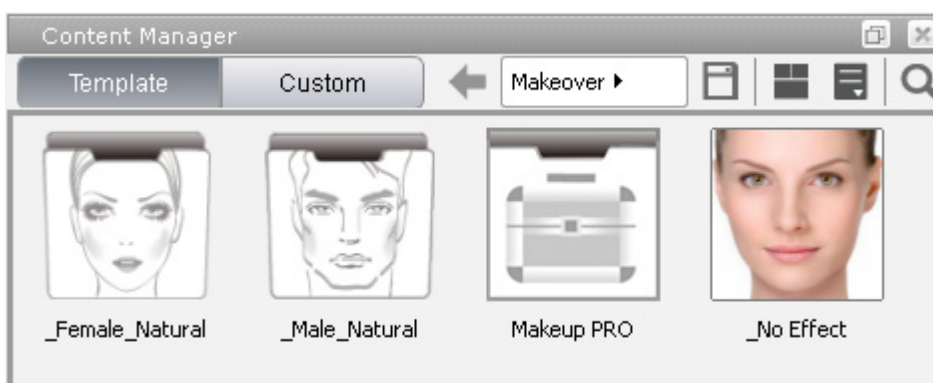 Content Manager
Template Custom Makeover
_Female_Natural _Male_Natural Makeup PRO _No Effect